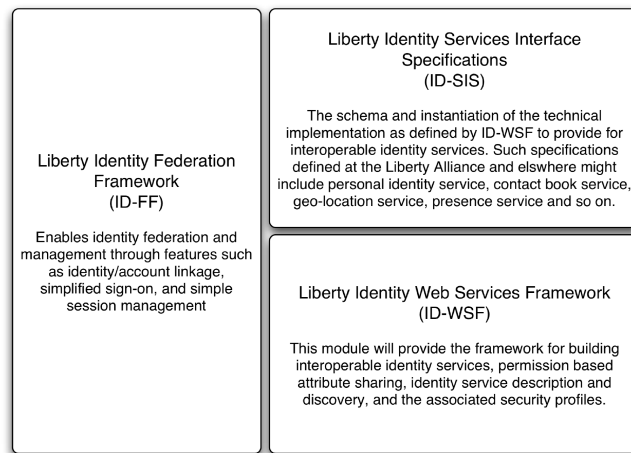 Liberty Identity Federation
Framework
(ID-FF)
Enables identity federation and
management through features such
as identity/account linkage,
simplified sign-on, and simple
session management
Liberty Identity Services Interface
Specifications
(ID-SIS)
The schema and instantiation of the technical
implementation as defined by ID-WSF to provide for
interoperable identity services. Such specifications
defined at the Liberty Alliance and elswhere might
include personal identity service, contact book service,
geo-location service, presence service and so on.
Liberty Identity Web Services Framework
(ID-WSF)
This module will provide the framework for building
interoperable identity services, permission based
attribute sharing, identity service description and
discovery, and the associated security profiles.